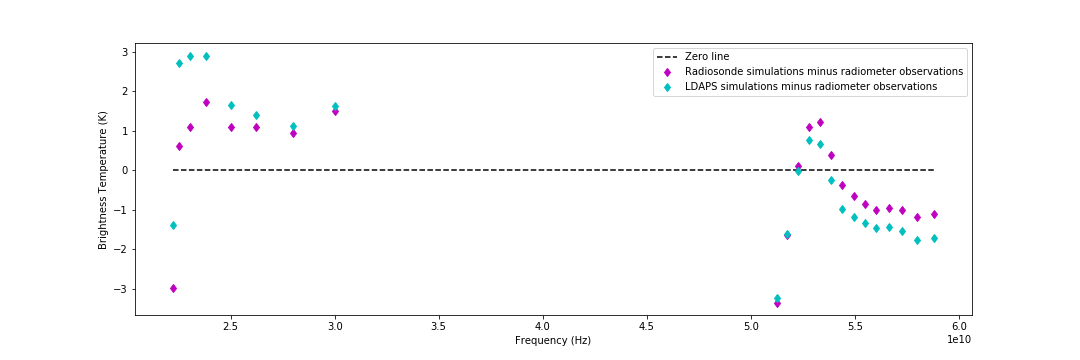 Zero line
Radiosonde simulations minus radiometer observations
LDAPS simulations minus radiometer observations
Brightness Temperature (K)
3
2
1
0
−1
−2
−3
2.5 3.0 3.5 4.0 4.5 5.0 5.5 6.0
1e10
Frequency (Hz)